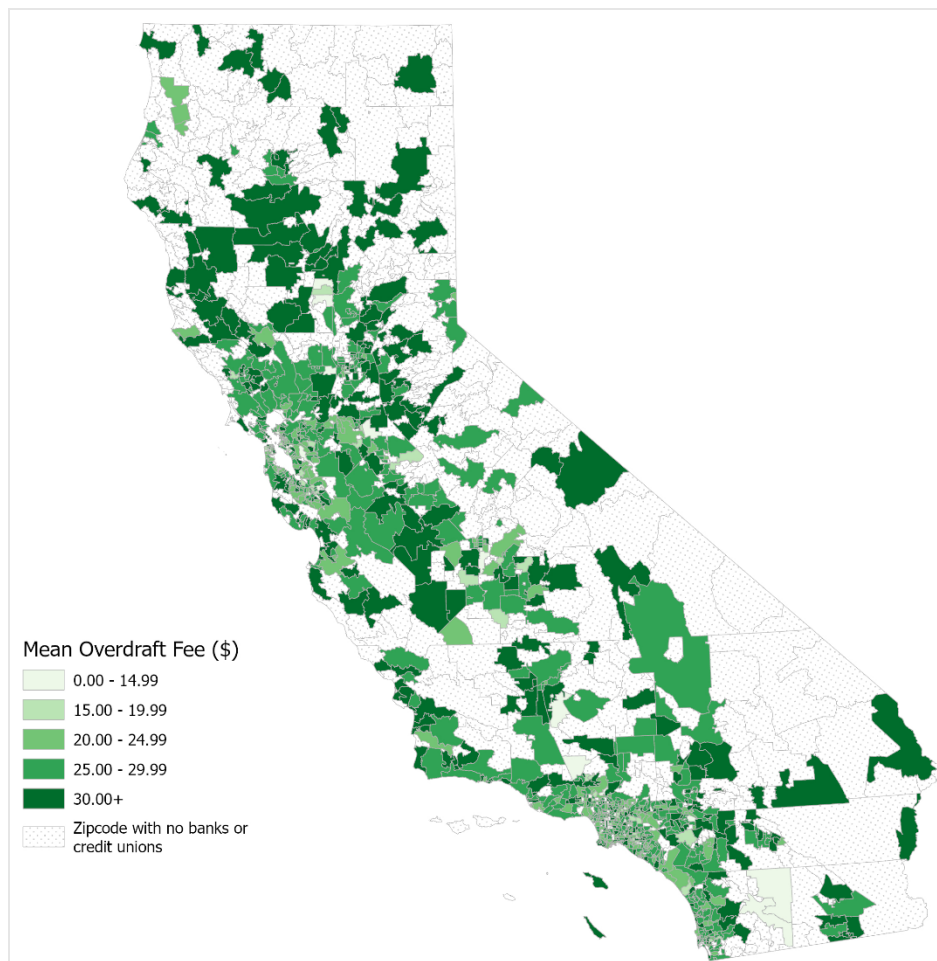 Mean Overdraft Fee ($)
0.00 - 14.99
15.00 - 19.99
20.00 - 24.99
25.00 - 29.99
30.00+
Zipcode with no banks or
credit unions